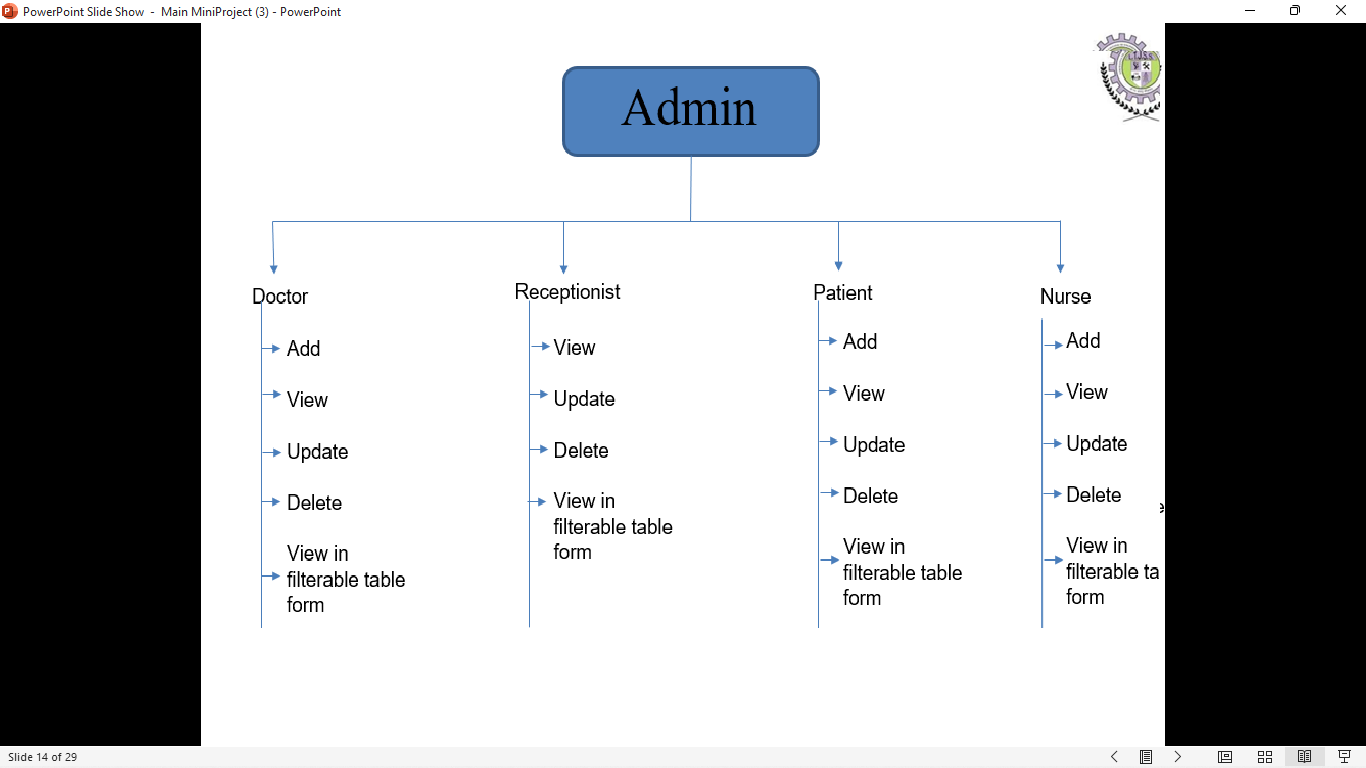 PowerPoint Slide Show - Main MiniProject (3) - PowerPoint
Admin
Doctor
Add
View
Update
Delete
View in
filterable table
form
Receptionist
View
Update
Delete
View in
filterable table
form
Patient
Add
View
Update
Delete
View in
filterable table
form
Nurse
Add
View
Update
Delete
View in
filterable ta
form
e
Slide 14 of 29